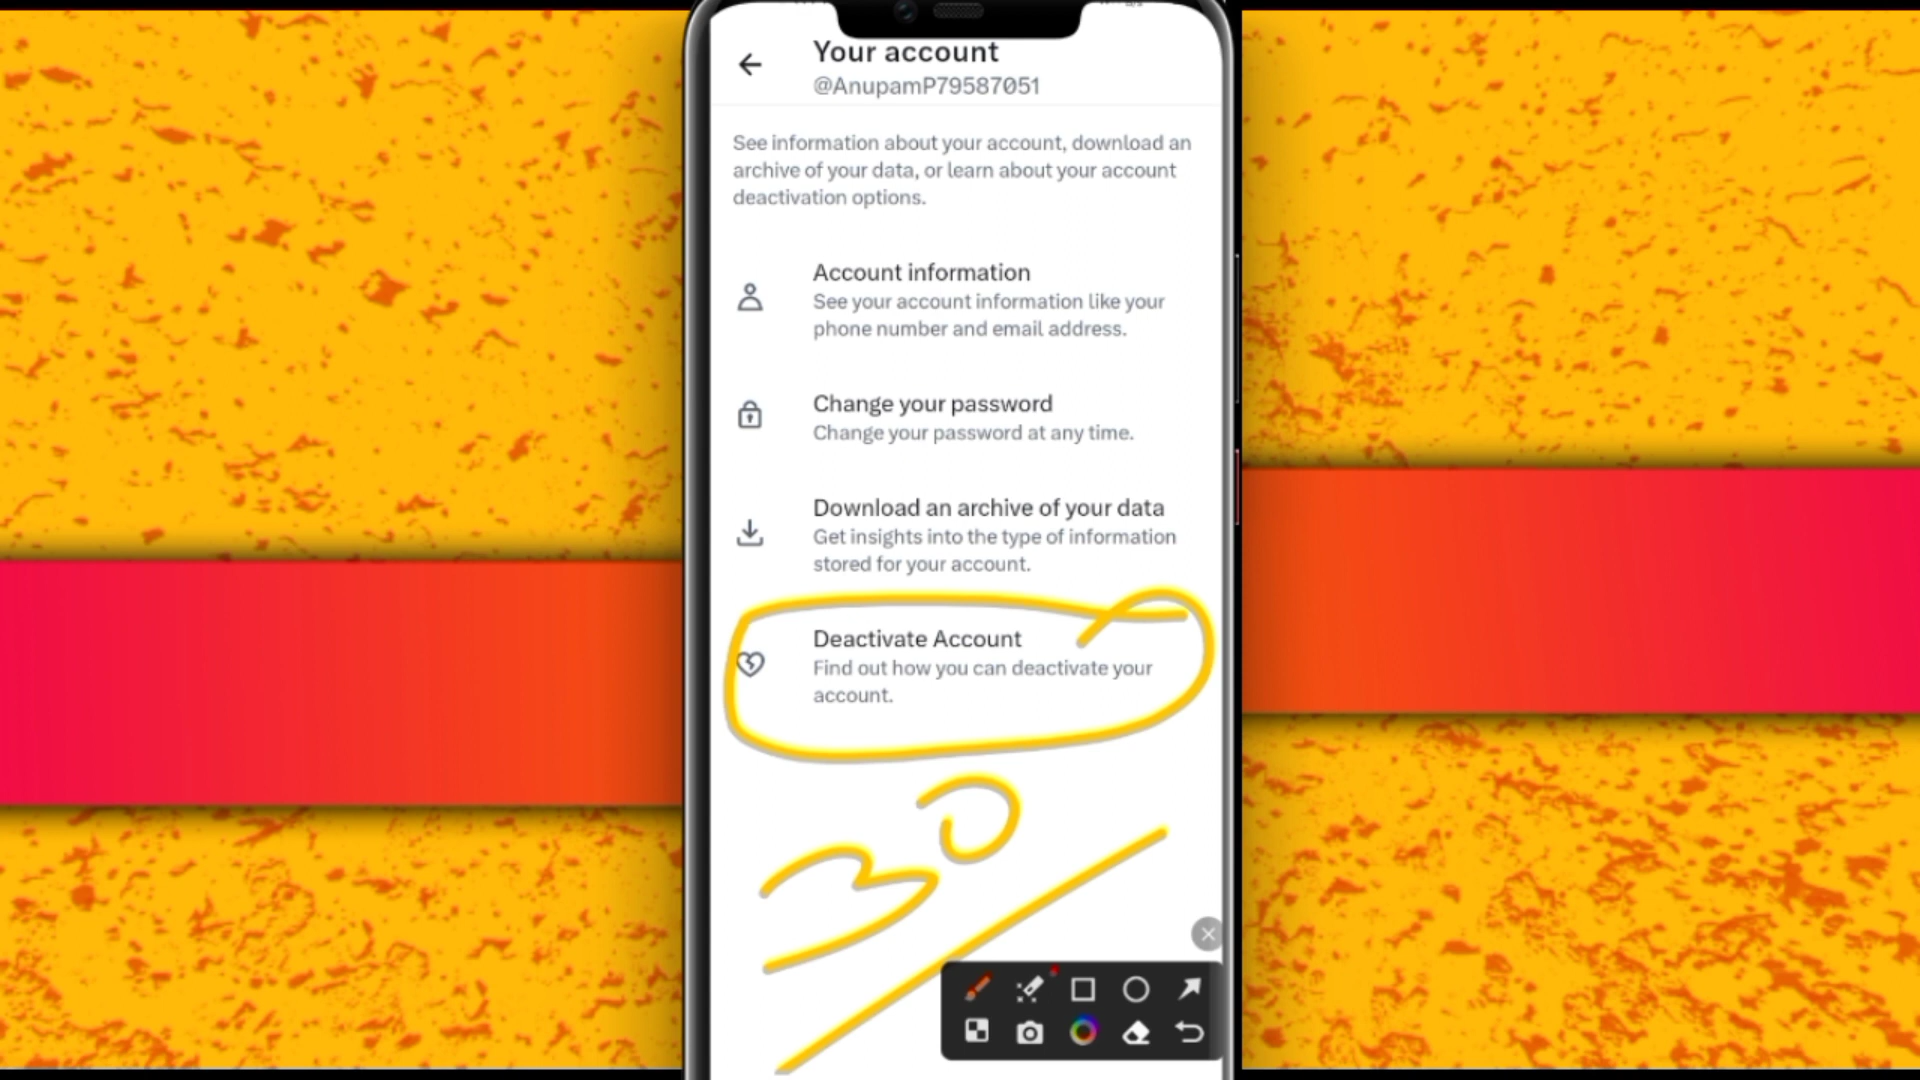 Your account
@AnupamP79587051
See information about your account, download an
archive of your data, or learn about your account
deactivation options.
Account information
See your account information like your
phone number and email address.
Change your password
Change your password at any time.
Download an archive of your data
Get insights into the type of information
stored for your account.
Deactivate Account
Find out how you can deactivate your
account.
30